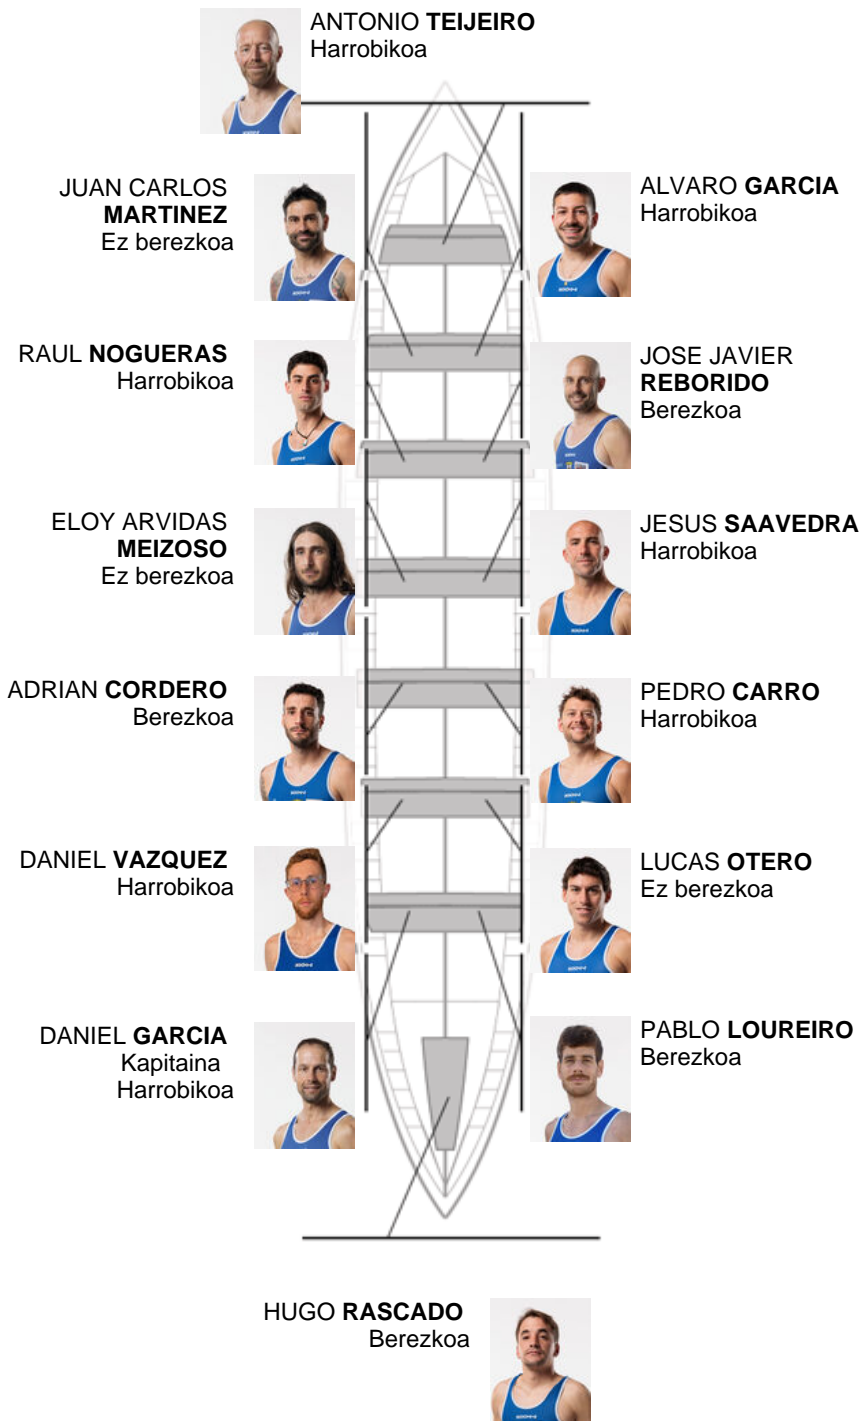 ANTONIO TEIJEIRO
Harrobikoa
JUAN CARLOS
MARTINEZ
Ez berezkoa
ALVARO GARCIA
Harrobikoa
RAUL NOGUERAS
Harrobikoa
JOSE JAVIER
REBORIDO
Berezkoa
ELOY ARVIDAS
MEIZOSO
Ez berezkoa
JESUS SAAVEDRA
Harrobikoa
ADRIAN CORDERO
Berezkoa
PEDRO CARRO
Harrobikoa
DANIEL VAZQUEZ
Harrobikoa
LUCAS OTERO
Ez berezkoa
DANIEL GARCIA
Kapitaina
Harrobikoa
PABLO LOUREIRO
Berezkoa
HUGO RASCADO
Berezkoa